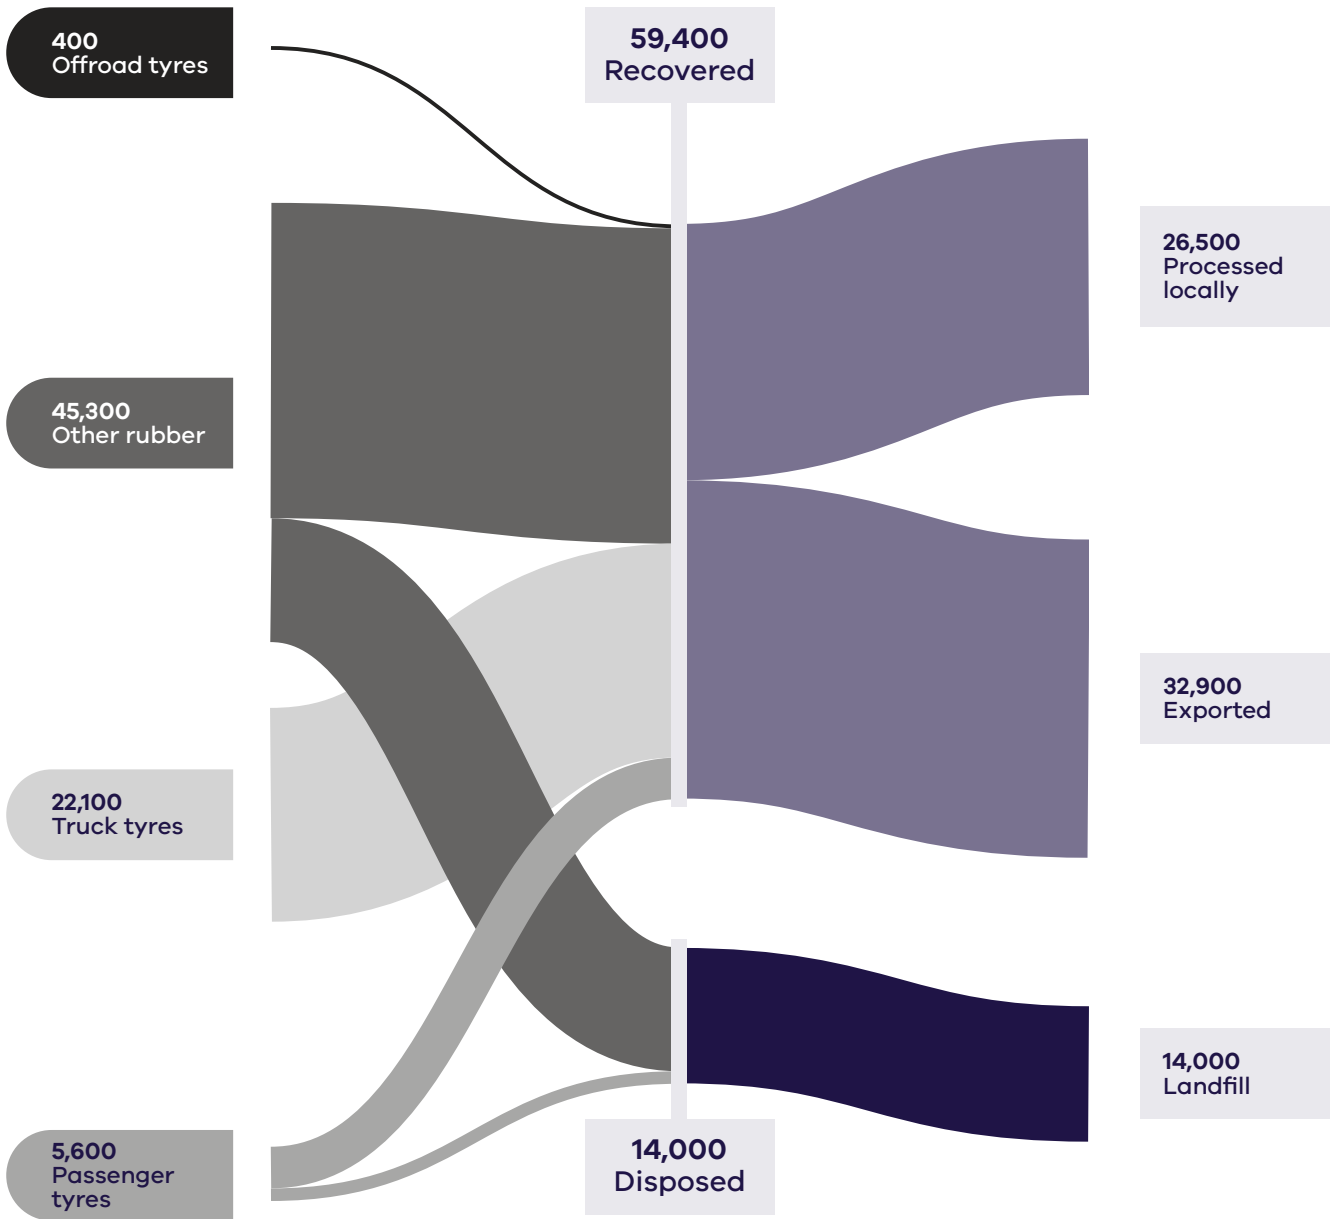 400
Offroad tyres
45,300
Other rubber
22,100
Truck tyres
5,600
Passenger
tyres
59,400
Recovered
14,000
Disposed
26,500
Processed
locally
32,900
Exported
14,000
Landfill